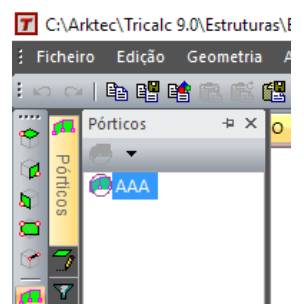 C:\Arktec\Tricalc 9.0\Estruturas\
Ficheiro Edição Geometria
Pórticos
Pórticos
AAA